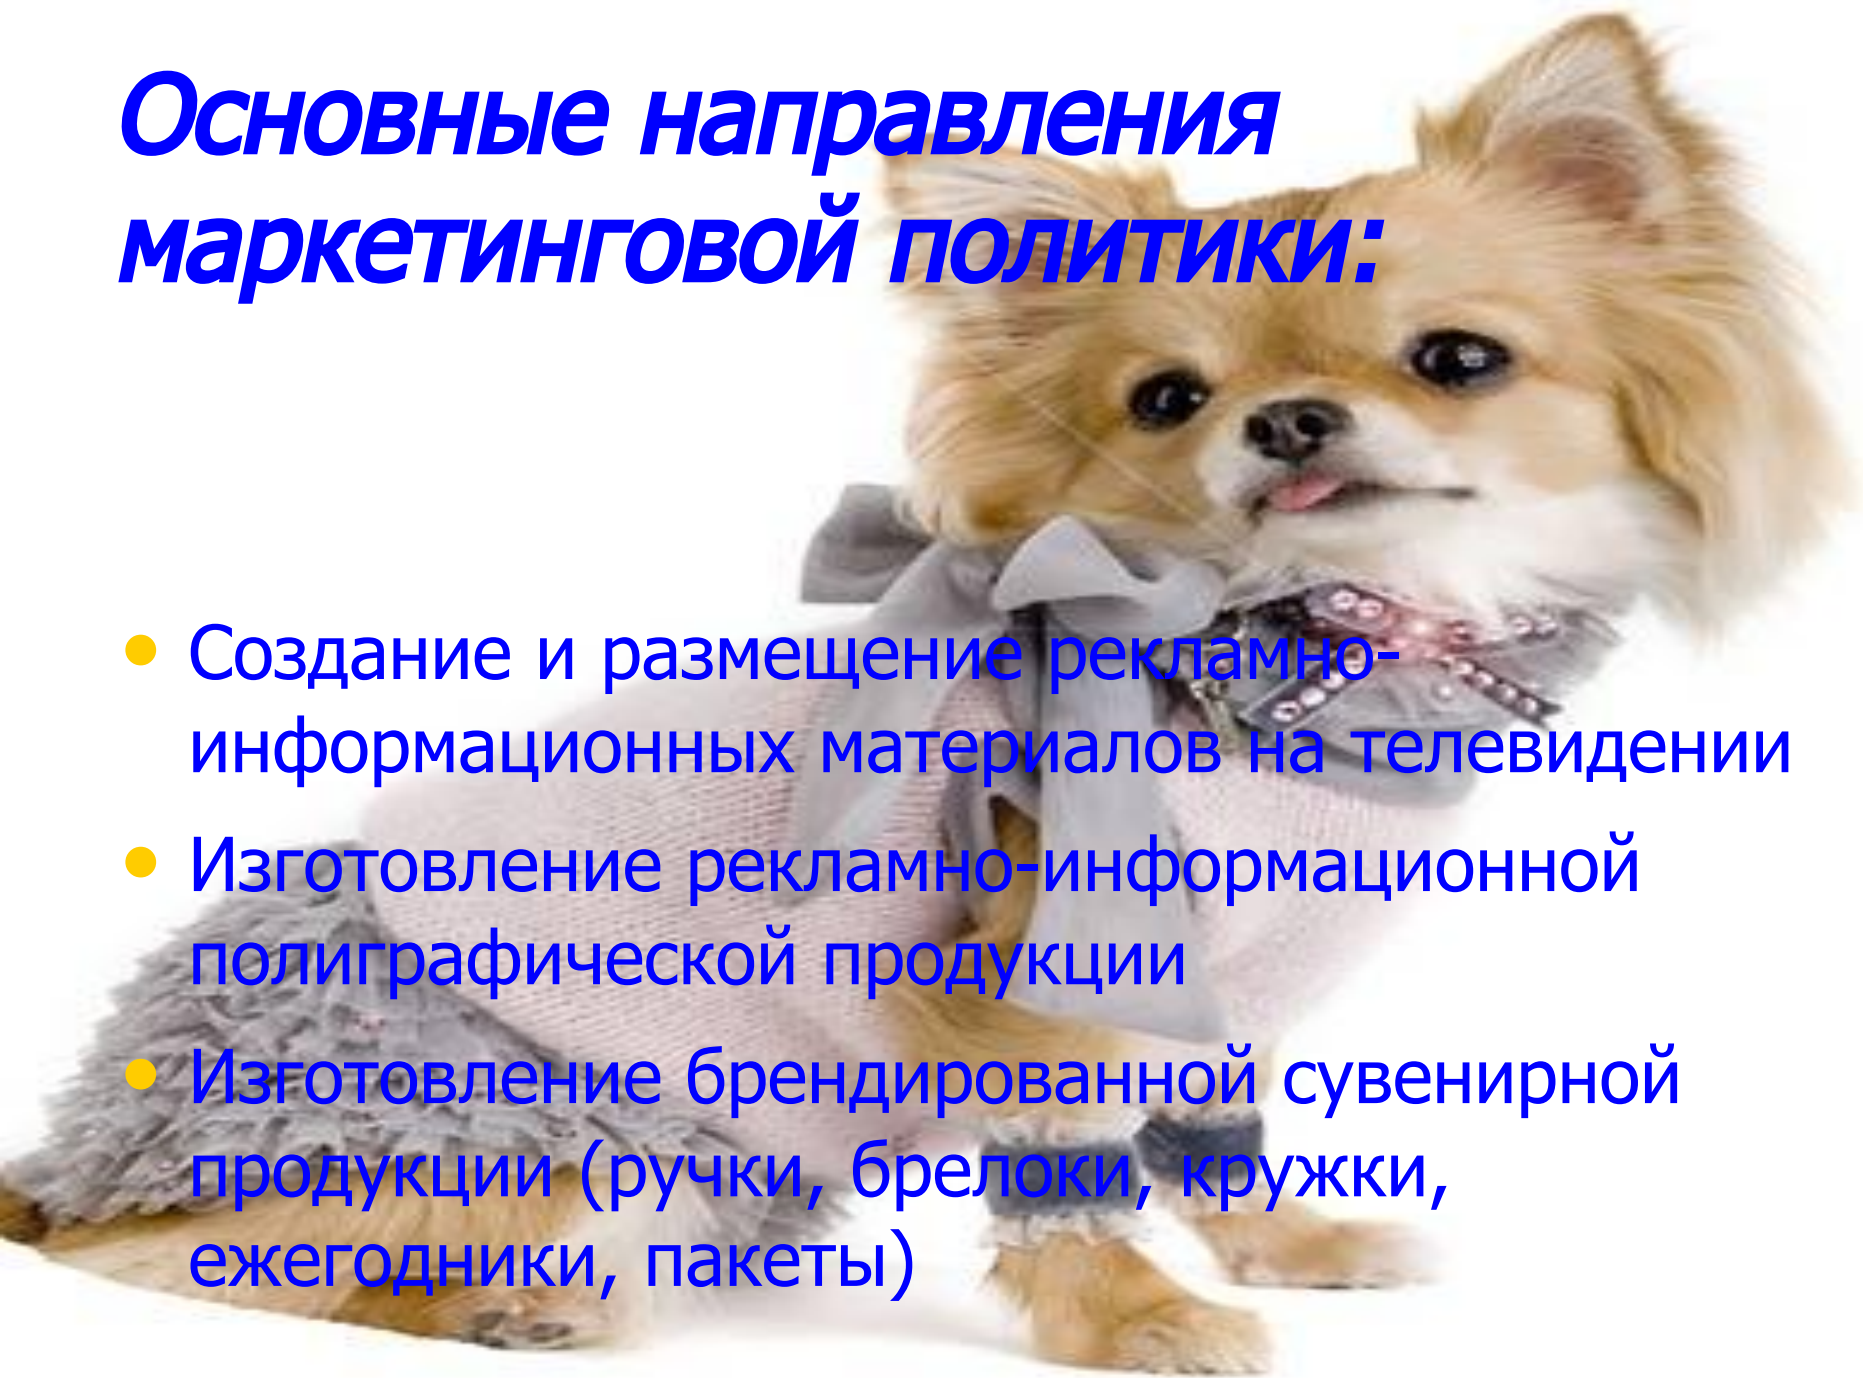 Основные направления
маркетинговой политики:
• Создание и размещение рекламно-
информационных материалов на телевидении
• Изготовление рекламно-информационной
полиграфической продукции
• Изготовление брендированной сувенирной
продукции (ручки, брелоки, кружки,
ежегодники, пакеты)